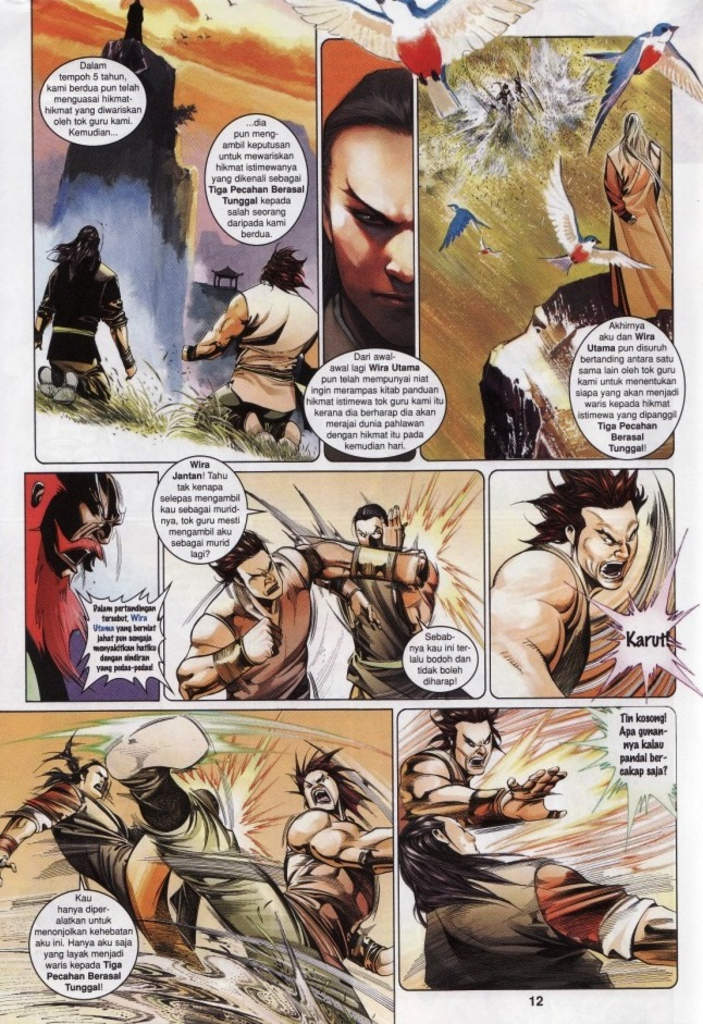 Dalam
tempoh 5 tahun,
kami berdua pun telah
menguasai hikmat-
hikmat yang diwariskan
oleh tok guru kami.
Kemudian...
...dia
pun meng-
ambil keputusan
untuk mewariskan
hikmat istimewanya
yang dikenali sebagai
Tiga Pecahan Berasal
Tunggal kepada
salah seorang
daripada kami
berdua.
Dari awal-
awal lagi Wira Utama
pun telah mempunyai niat
ingin merampas kitab panduan
hikmat istimewa tok guru kami itu
kerana dia berharap dia akan
merajai dunia pahlawan
dengan hikmat itu pada
kemudian hari.
Akhirnya
aku dan Wira
Utama pun disuruh
bertanding antara satu
sama lain oleh tok guru
kami untuk menentukan
siapa yang akan menjadi
waris kepada hikmat
istimewa yang dipanggil
Tiga Pecahan
Berasal
Tunggal!
Dalam pertandingan
tersebut, Wira
Utama yang berniat
jahat pun sengaja
menyakitkan hatiku
dengan sindiran
yang pedas-pedas!
Wira
Jantan! Tahu
tak kenapa
selepas mengambil
kau sebagai murid-
nya, tok guru mesti
mengambil aku
sebagai murid
lagi?
Sebab-
nya kau ini ter-
lalu bodoh dan
tidak boleh
diharap!
Karut!
Kau
hanya diper-
alatkan untuk
menonjolkan kehebatan
aku ini. Hanya aku saja
yang layak menjadi
waris kepada Tiga
Pecahan Berasal
Tunggal!
Tin kosong!
Apa gunan-
nya kalau
pandai ber-
cakap saja?
12